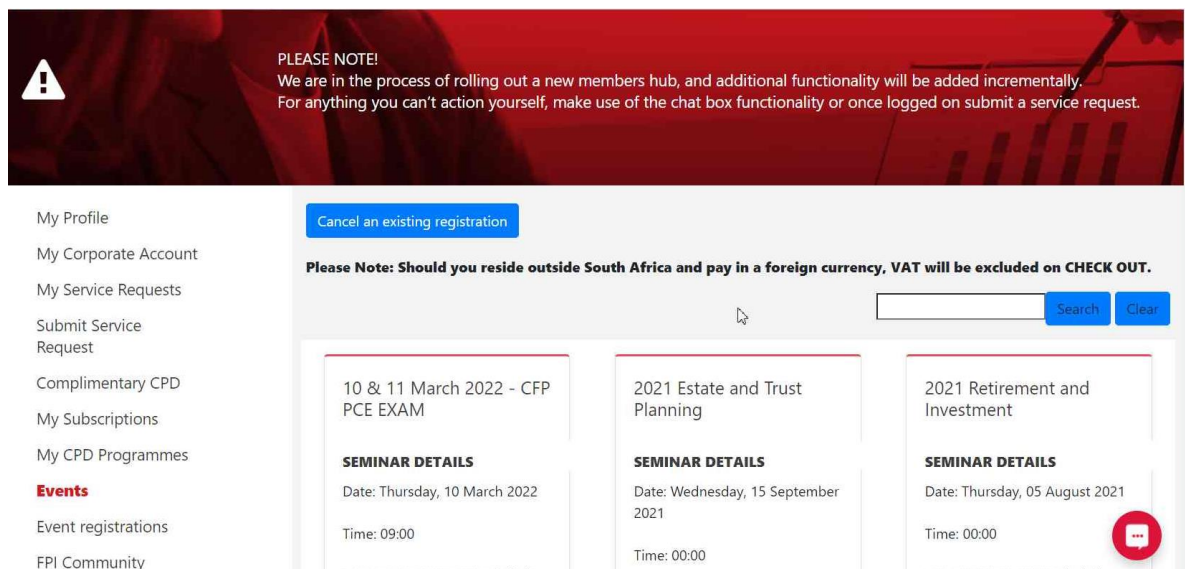 PLEASE NOTE!
We are in the process of rolling out a new members hub, and additional functionality will be added incrementally.
For anything you can't action yourself, make use of the chat box functionality or once logged on submit a service request.
My Profile
My Corporate Account
My Service Requests
Submit Service
Request
Complimentary CPD
My Subscriptions
My CPD Programmes
Events
Event registrations
FPI Community
Cancel an existing registration
Please Note: Should you reside outside South Africa and pay in a foreign currency, VAT will be excluded on CHECK OUT.
Search
Clear
10 & 11 March 2022 - CFP
PCE EXAM
SEMINAR DETAILS
Date: Thursday, 10 March 2022
Time: 09:00
2021 Estate and Trust
Planning
SEMINAR DETAILS
Date: Wednesday, 15 September
2021
Time: 00:00
2021 Retirement and
Investment
SEMINAR DETAILS
Date: Thursday, 05 August 2021
Time: 00:00